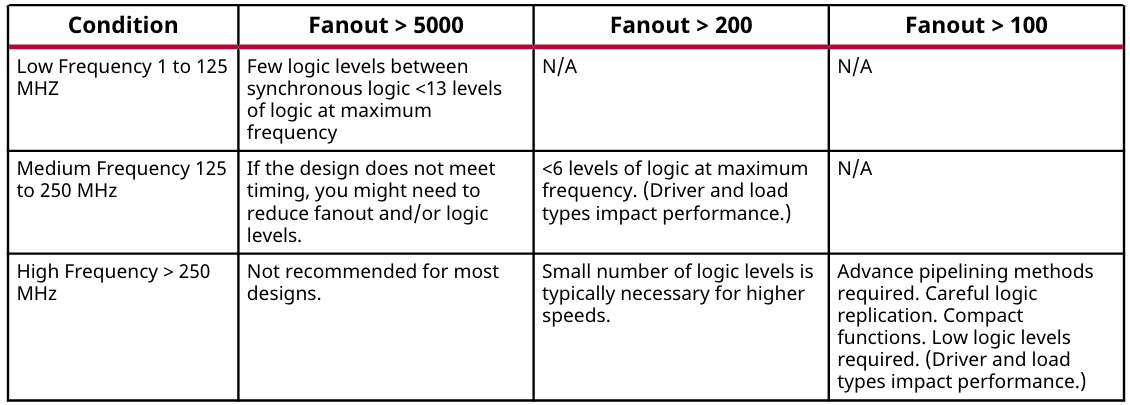 Condition
Fanout > 5000
Fanout > 200
Fanout > 100
Low Frequency 1 to 125
MHZ
Few logic levels between
synchronous logic <13 levels
of logic at maximum
frequency
N/A
N/A
Medium Frequency 125
to 250 MHz
If the design does not meet
timing, you might need to
reduce fanout and/or logic
levels.
<6 levels of logic at maximum
frequency. (Driver and load
types impact performance.)
N/A
High Frequency > 250
MHz
Not recommended for most
designs.
Small number of logic levels is
typically necessary for higher
speeds.
Advance pipelining methods
required. Careful logic
replication. Compact
functions. Low logic levels
required. (Driver and load
types impact performance.)